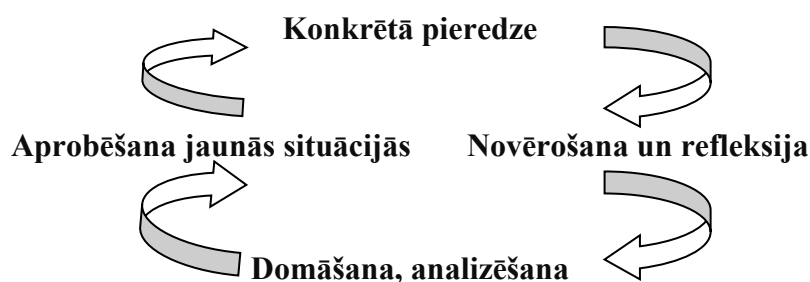 Konkrētā pieredze
Aprobēšana jaunās situācijās Novērošana un refleksija
Domāšana, analizēšana